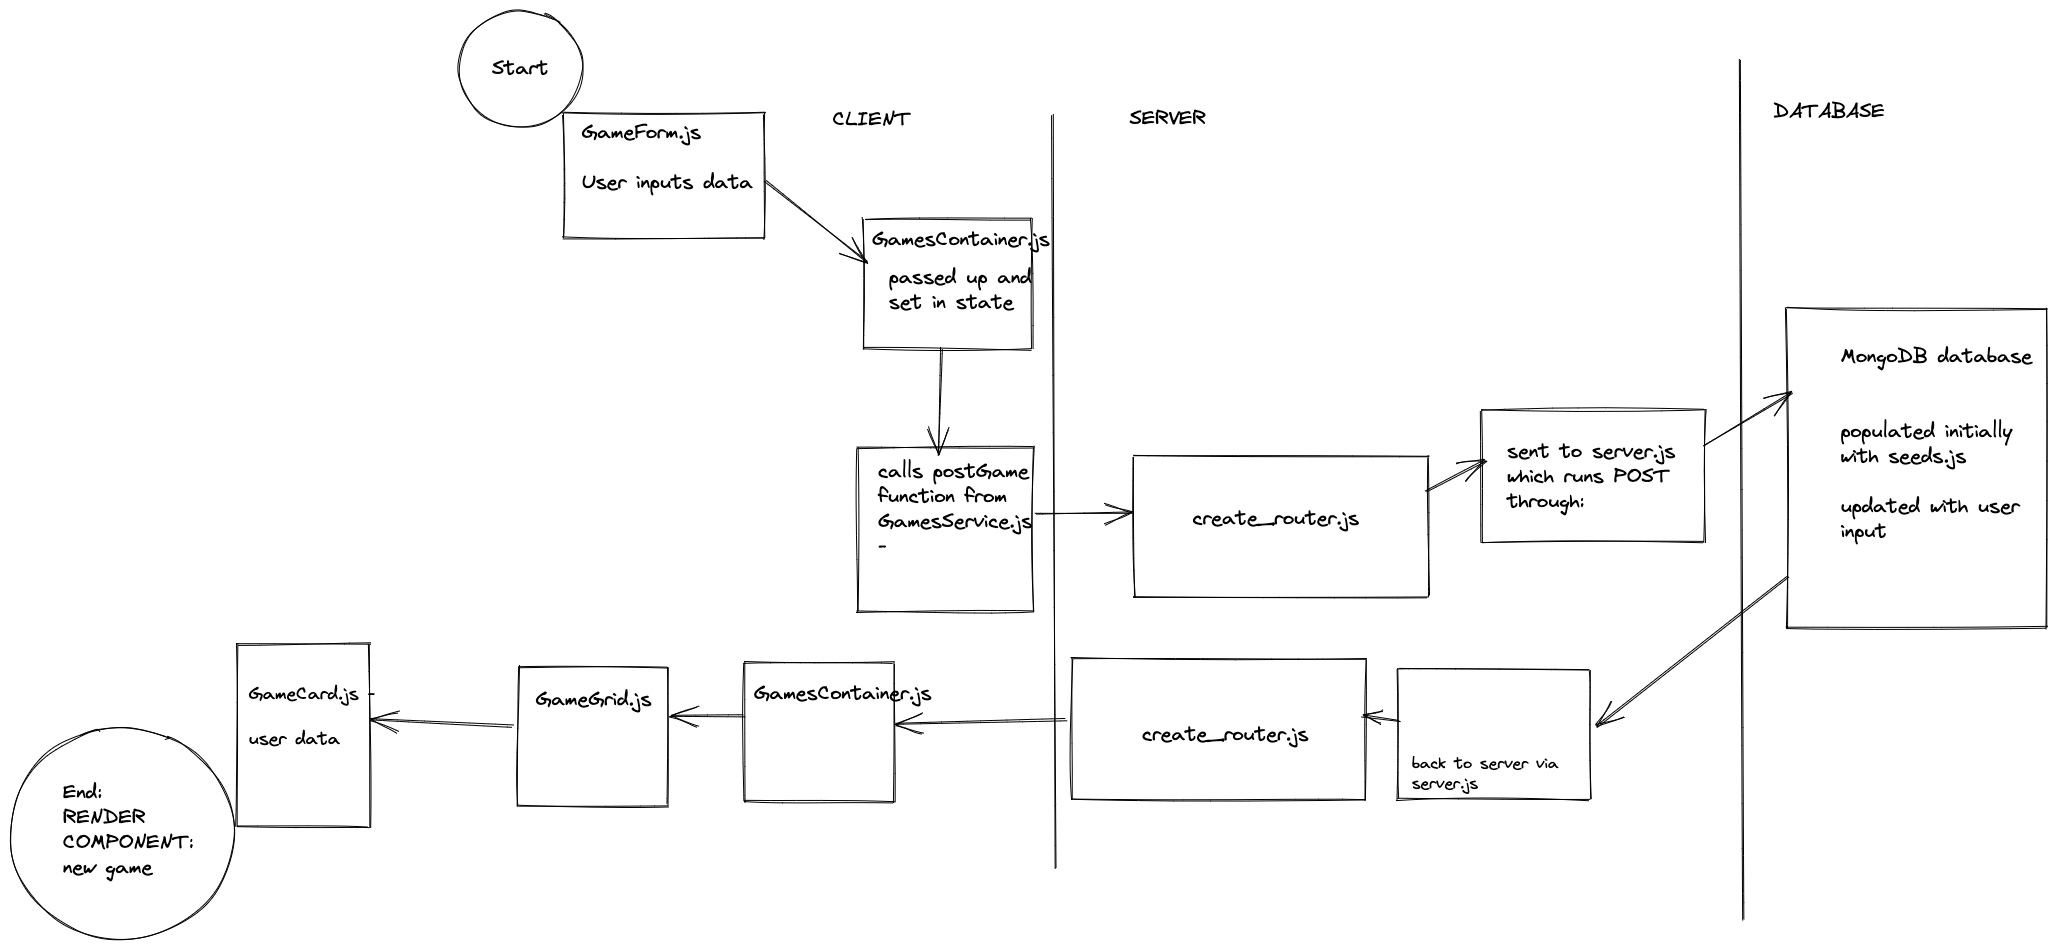 Start
GameForm.js
User inputs data
CLIENT
SERVER
DATABASE
GamesContainer.js
passed up and
set in state
calls postGame
function from
GamesService.js
-
create_router.js
sent to server.js
which runs POST
through:
MongoDB database
populated initially
with seeds.js
updated with user
input
back to server via
server.js
create_router.js
GamesContainer.js
GameGrid.js
GameCard.js -
user data
End:
RENDER
COMPONENT:
new game